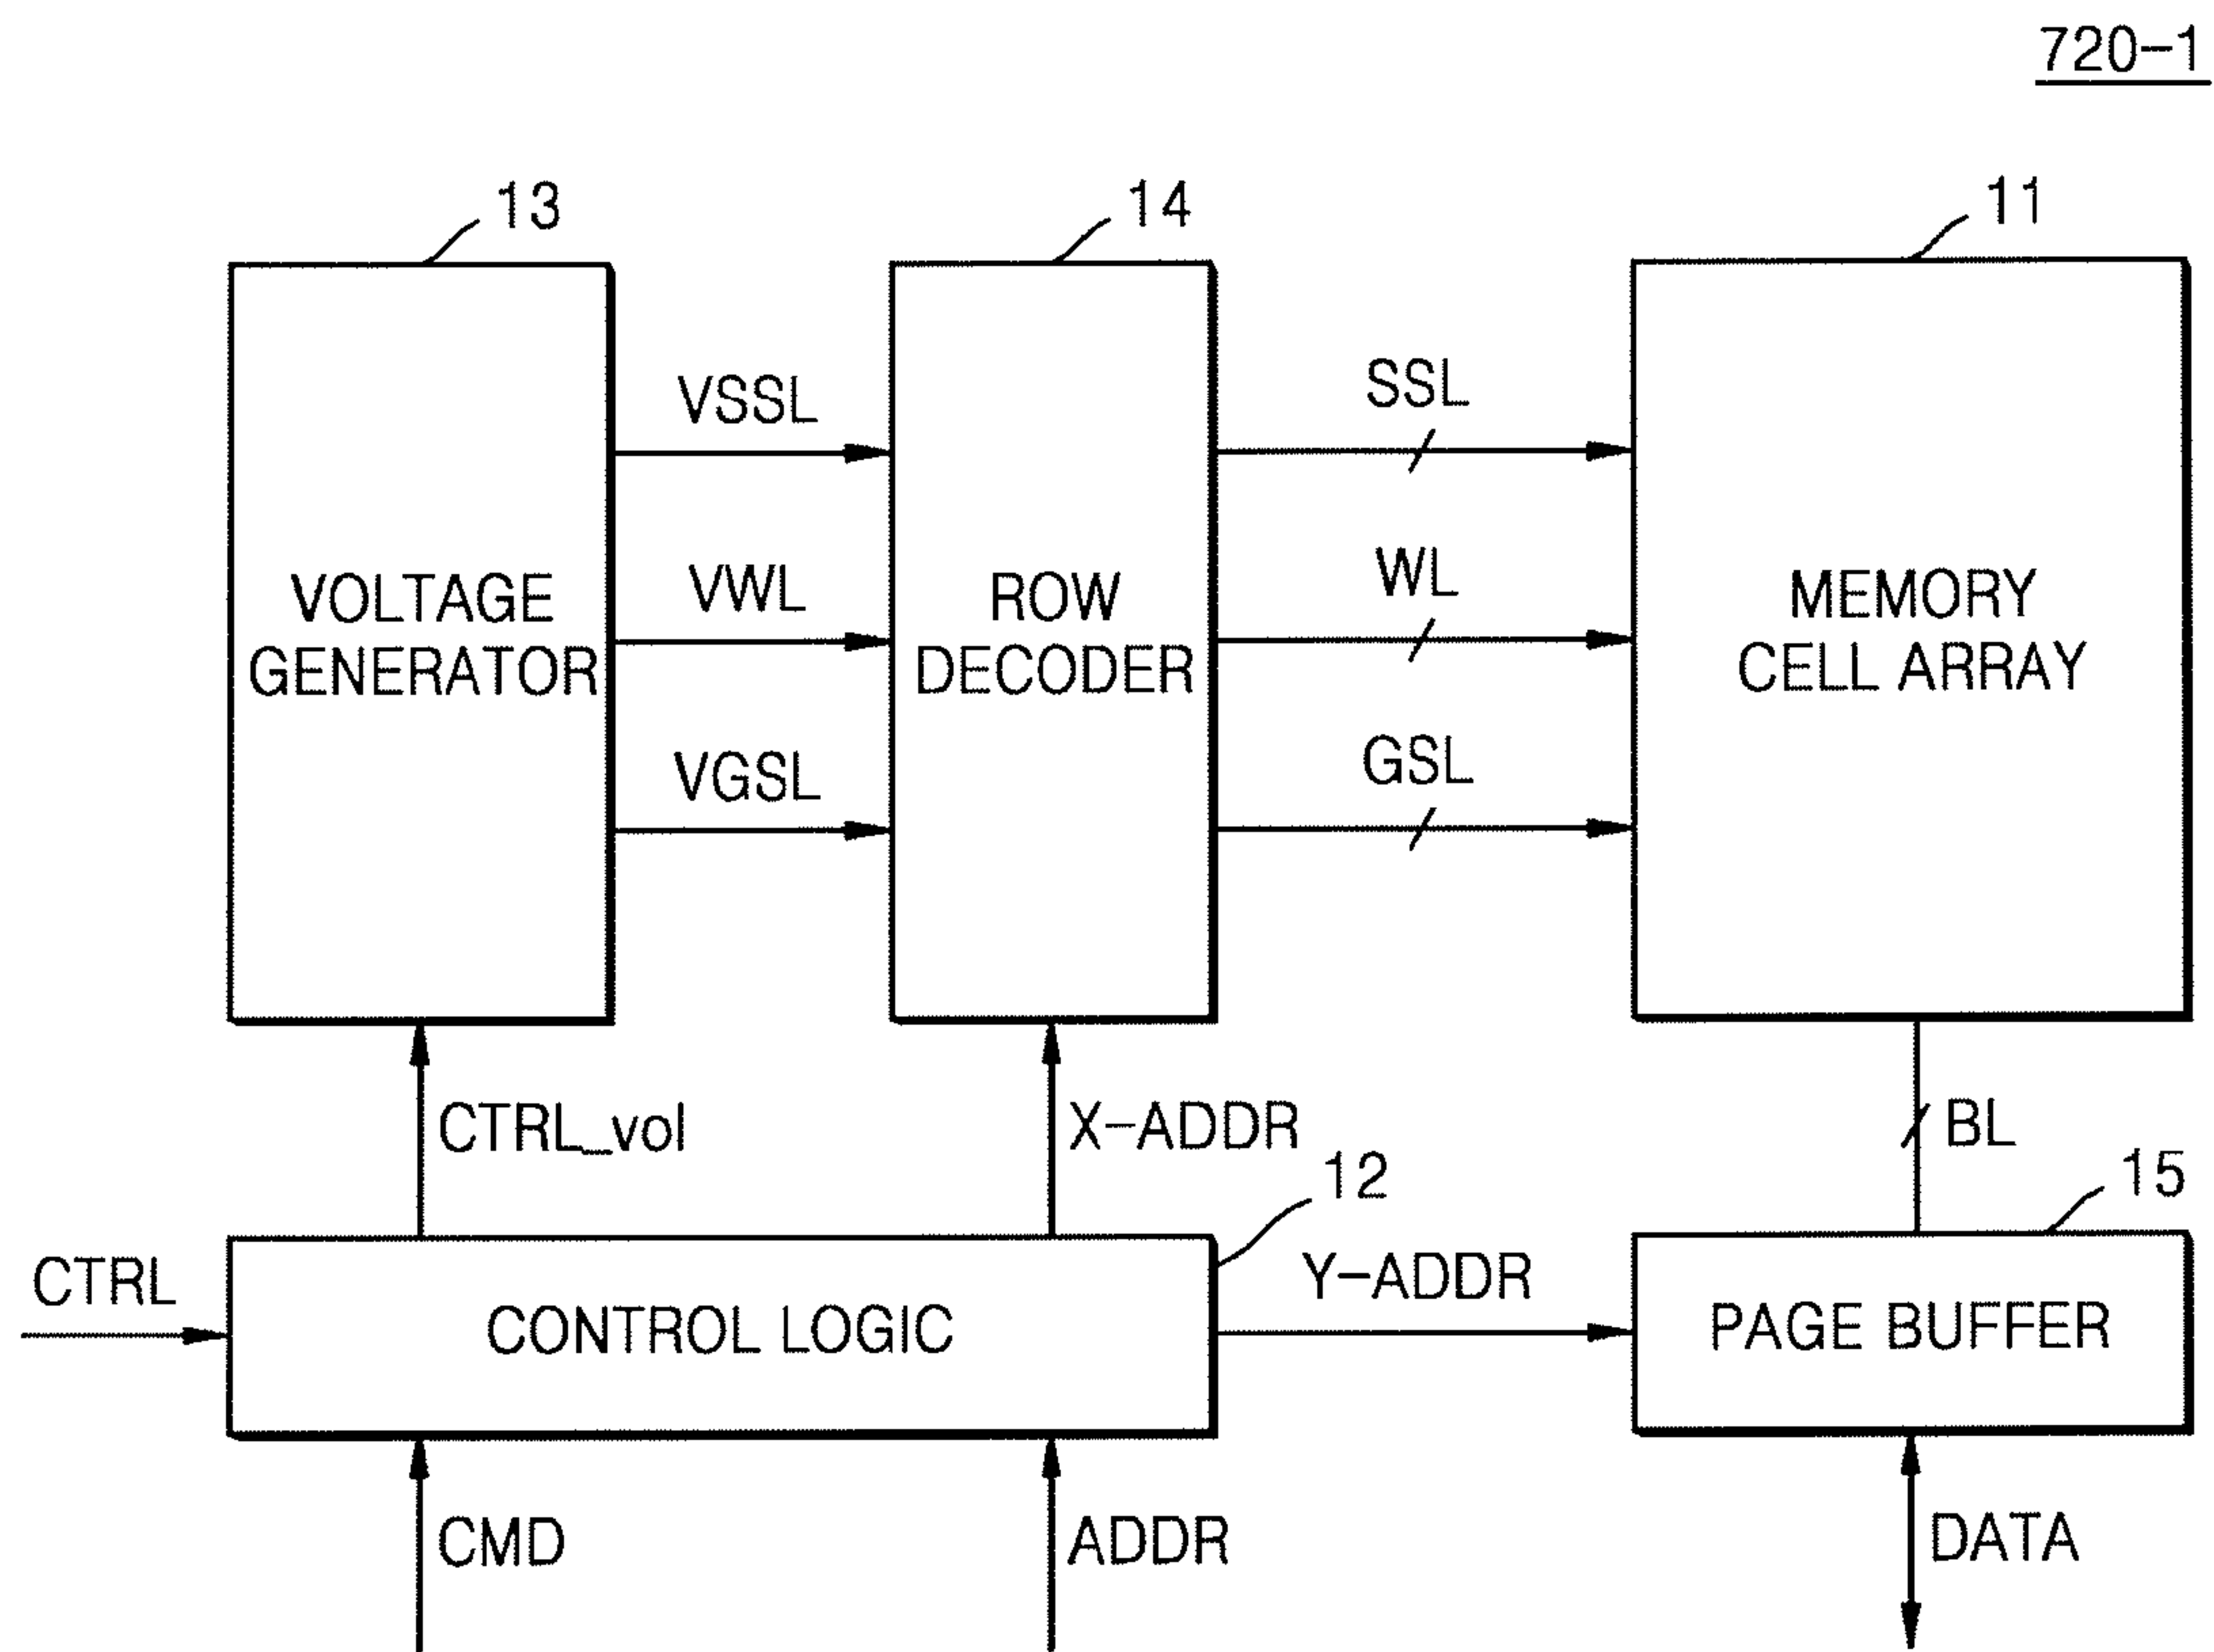 720-1
13
14
11
VSSL
SSL
VWL
WL
VOLTAGE
GENERATOR
ROW
DECODER
MEMORY
CELL ARRAY
VGSL
GSL
CTRL_vol
X-ADDR
BL
12
15
CTRL
CONTROL LOGIC
Y-ADDR
PAGE BUFFER
CMD
ADDR
DATA